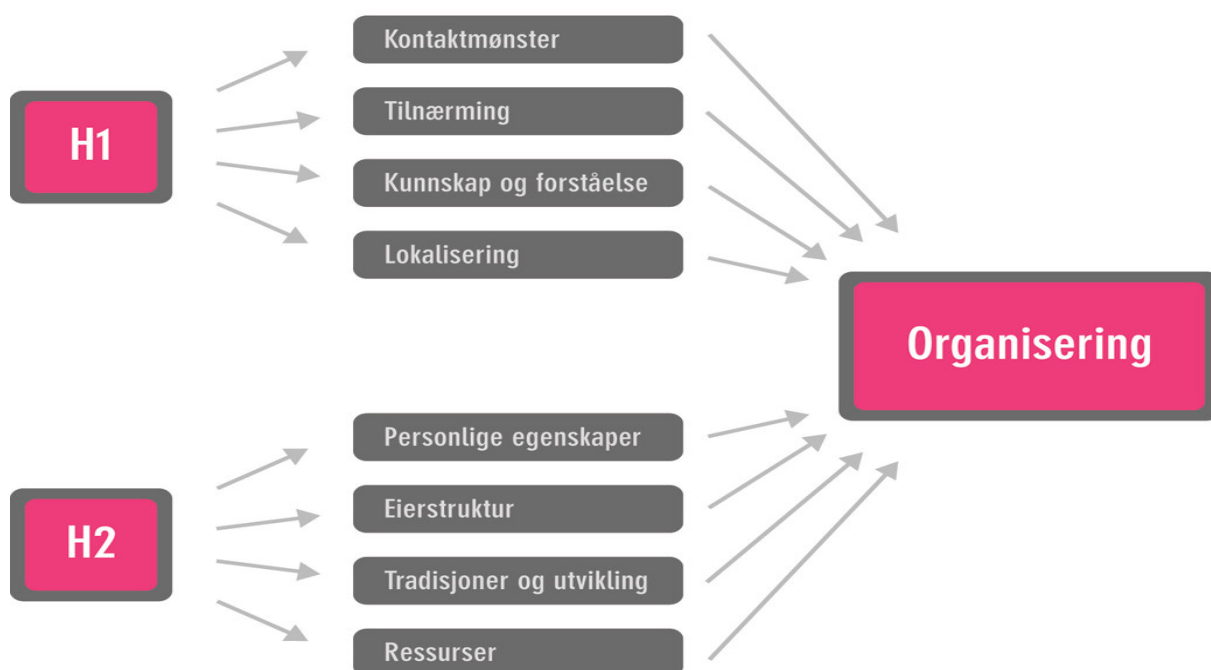 H1
Kontaktmønster
Tilnærming
Kunnskap og forståelse
Lokalisering
Organisering
H2
Personlige egenskaper
Eierstruktur
Tradisjoner og utvikling
Ressurser